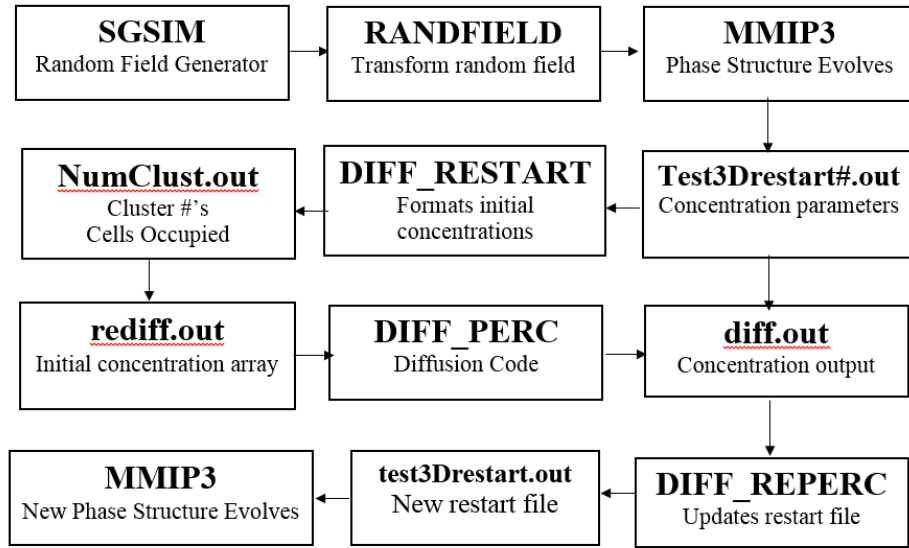 SGSIM
Random Field Generator
RANDFIELD
Transform random field
MMIP3
Phase Structure Evolves
NumClust.out
Cluster #’s
Cells Occupied
DIFF_RESTART
Formats initial
concentrations
Test3Drestart#.out
Concentration parameters
rediff.out
Initial concentration array
DIFF_PERC
Diffusion Code
diff.out
Concentration output
MMIP3
New Phase Structure Evolves
test3Drestart.out
New restart file
DIFF_REPERC
Updates restart file